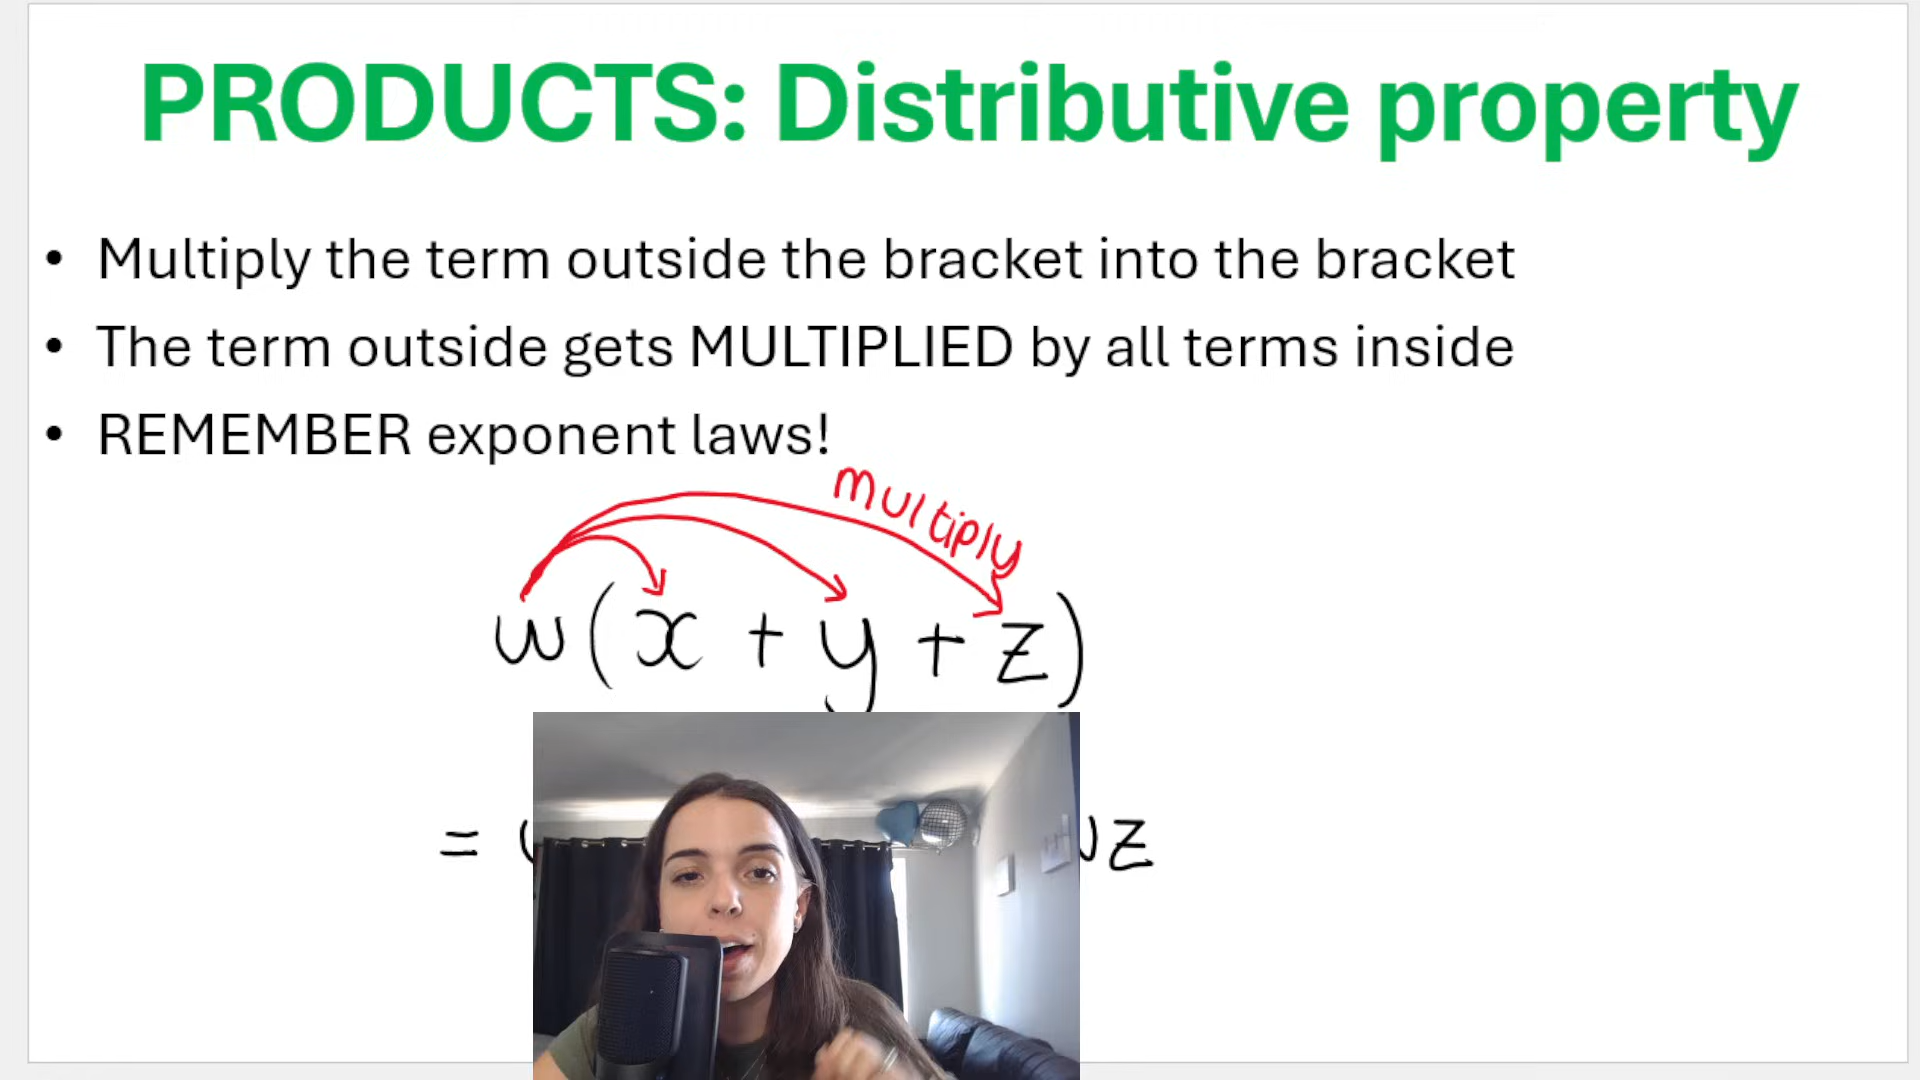 PRODUCTS: Distributive property
• Multiply the term outside the bracket into the bracket
• The term outside gets MULTIPLIED by all terms inside
• REMEMBER exponent laws!
multiply
w(x + y + z)
= z